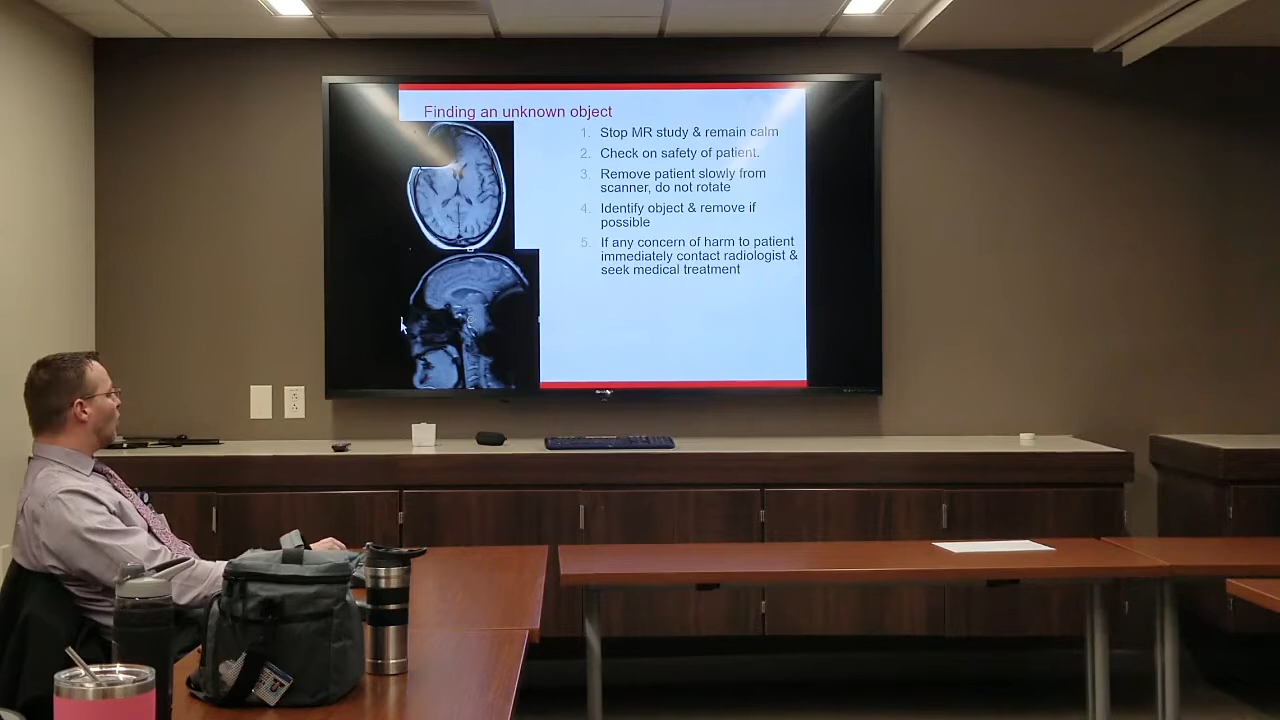 Finding an unknown object
1. Stop MR study & remain calm
2. Check on safety of patient.
3. Remove patient slowly from
scanner, do not rotate
4. Identify object & remove if
possible
5. If any concern of harm to patient
immediately contact radiologist &
seek medical treatment